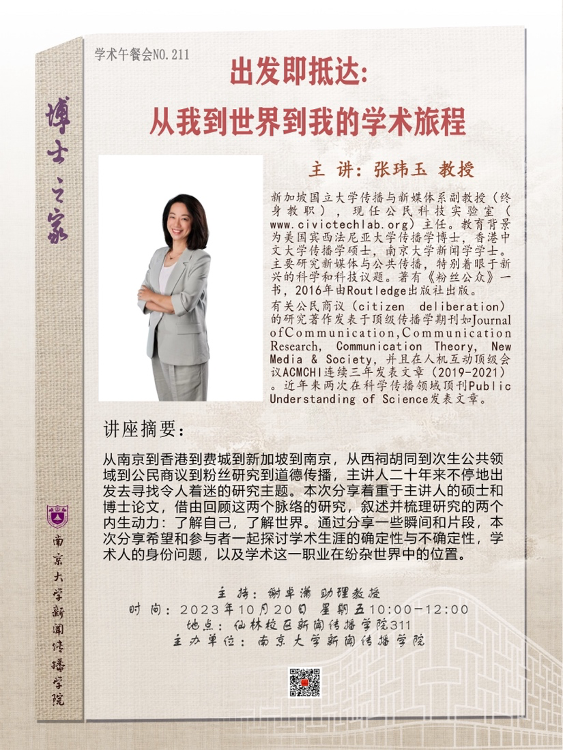 学术午餐会NO.211
出发即抵达:
从我到世界到我的学术旅程
博士之家
主 讲: 张玮玉 教授
新加坡国立大学传播与新媒体系副教授（终
身教职），现任公民科技实验室（
www.civictechlab.org）主任。教育背景
为美国宾西法尼亚大学传播学博士，香港中
文大学传播学硕士，南京大学新闻学学士。
主要研究新媒体与公共传播，特别着眼于新
兴的科学和科技议题。著有《粉丝公众》一
书，2016年由Routledge出版社出版。
有关公民商议（citizen deliberation）
的研究著作发表于顶级传播学期刊如Journal
ofCommunication,Communication
Research, Communication Theory, New
Media & Society, 并且在人机互动顶级会
议ACMCHI连续三年发表文章（2019-2021）
。近年来两次在科学传播领域顶刊Public
Understanding of Science发表文章。
讲座摘要：
从南京到香港到费城到新加坡到南京，从西祠胡同到次生公共领
域到公民商议到粉丝研究到道德传播，主讲人二十年来不停地出
发去寻找令人着迷的研究主题。本次分享着重于主讲人的硕士和
博士论文，借由回顾这两个脉络的研究，叙述并梳理研究的两个
内生动力：了解自己，了解世界。通过分享一些瞬间和片段，本
次分享希望和参与者一起探讨学术生涯的确定性与不确定性，学
术人的身份问题，以及学术这一职业在纷杂世界中的位置。
南京大学新闻传播学院
主 持: 谢卓潇 助理教授
时 间: 2023年10月20日 星期五10:00-12:00
地点: 仙林校区新闻传播学院311
主办单位: 南京大学新闻传播学院